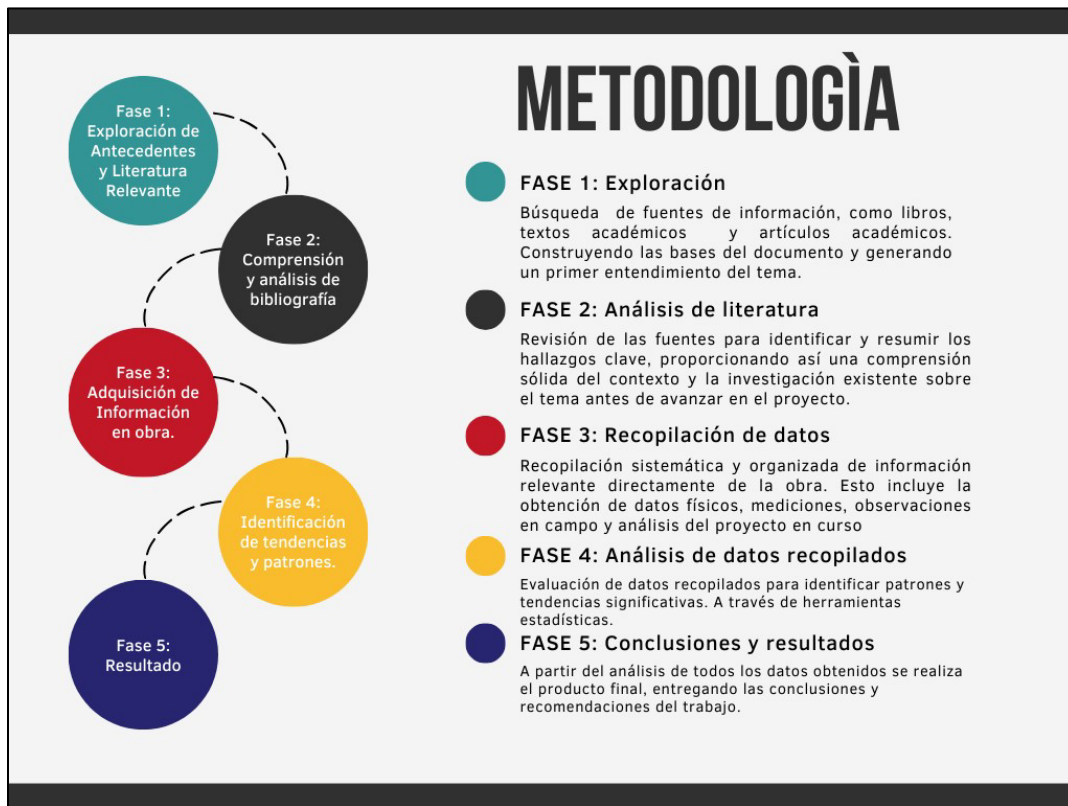 Fase 1:
Exploración de
Antecedentes
y Literatura
Relevante
Fase 2:
Comprensión
y análisis de
bibliografía
Fase 3:
Adquisición de
Información
en obra.
Fase 4:
Identificación
de tendencias
y patrones.
Fase 5:
Resultado
METODOLOGÌA
FASE 1: Exploración
Búsqueda de fuentes de información, como libros,
textos académicos y artículos académicos.
Construyendo las bases del documento y generando
un primer entendimiento del tema.
FASE 2: Análisis de literatura
Revisión de las fuentes para identificar y resumir los
hallazgos clave, proporcionando así una comprensión
sólida del contexto y la investigación existente sobre
el tema antes de avanzar en el proyecto.
FASE 3: Recopilación de datos
Recopilación sistemática y organizada de información
relevante directamente de la obra. Esto incluye la
obtención de datos físicos, mediciones, observaciones
en campo y análisis del proyecto en curso
FASE 4: Análisis de datos recopilados
Evaluación de datos recopilados para identificar patrones y
tendencias significativas. A través de herramientas
estadísticas.
FASE 5: Conclusiones y resultados
A partir del análisis de todos los datos obtenidos se realiza
el producto final, entregando las conclusiones y
recomendaciones del trabajo.